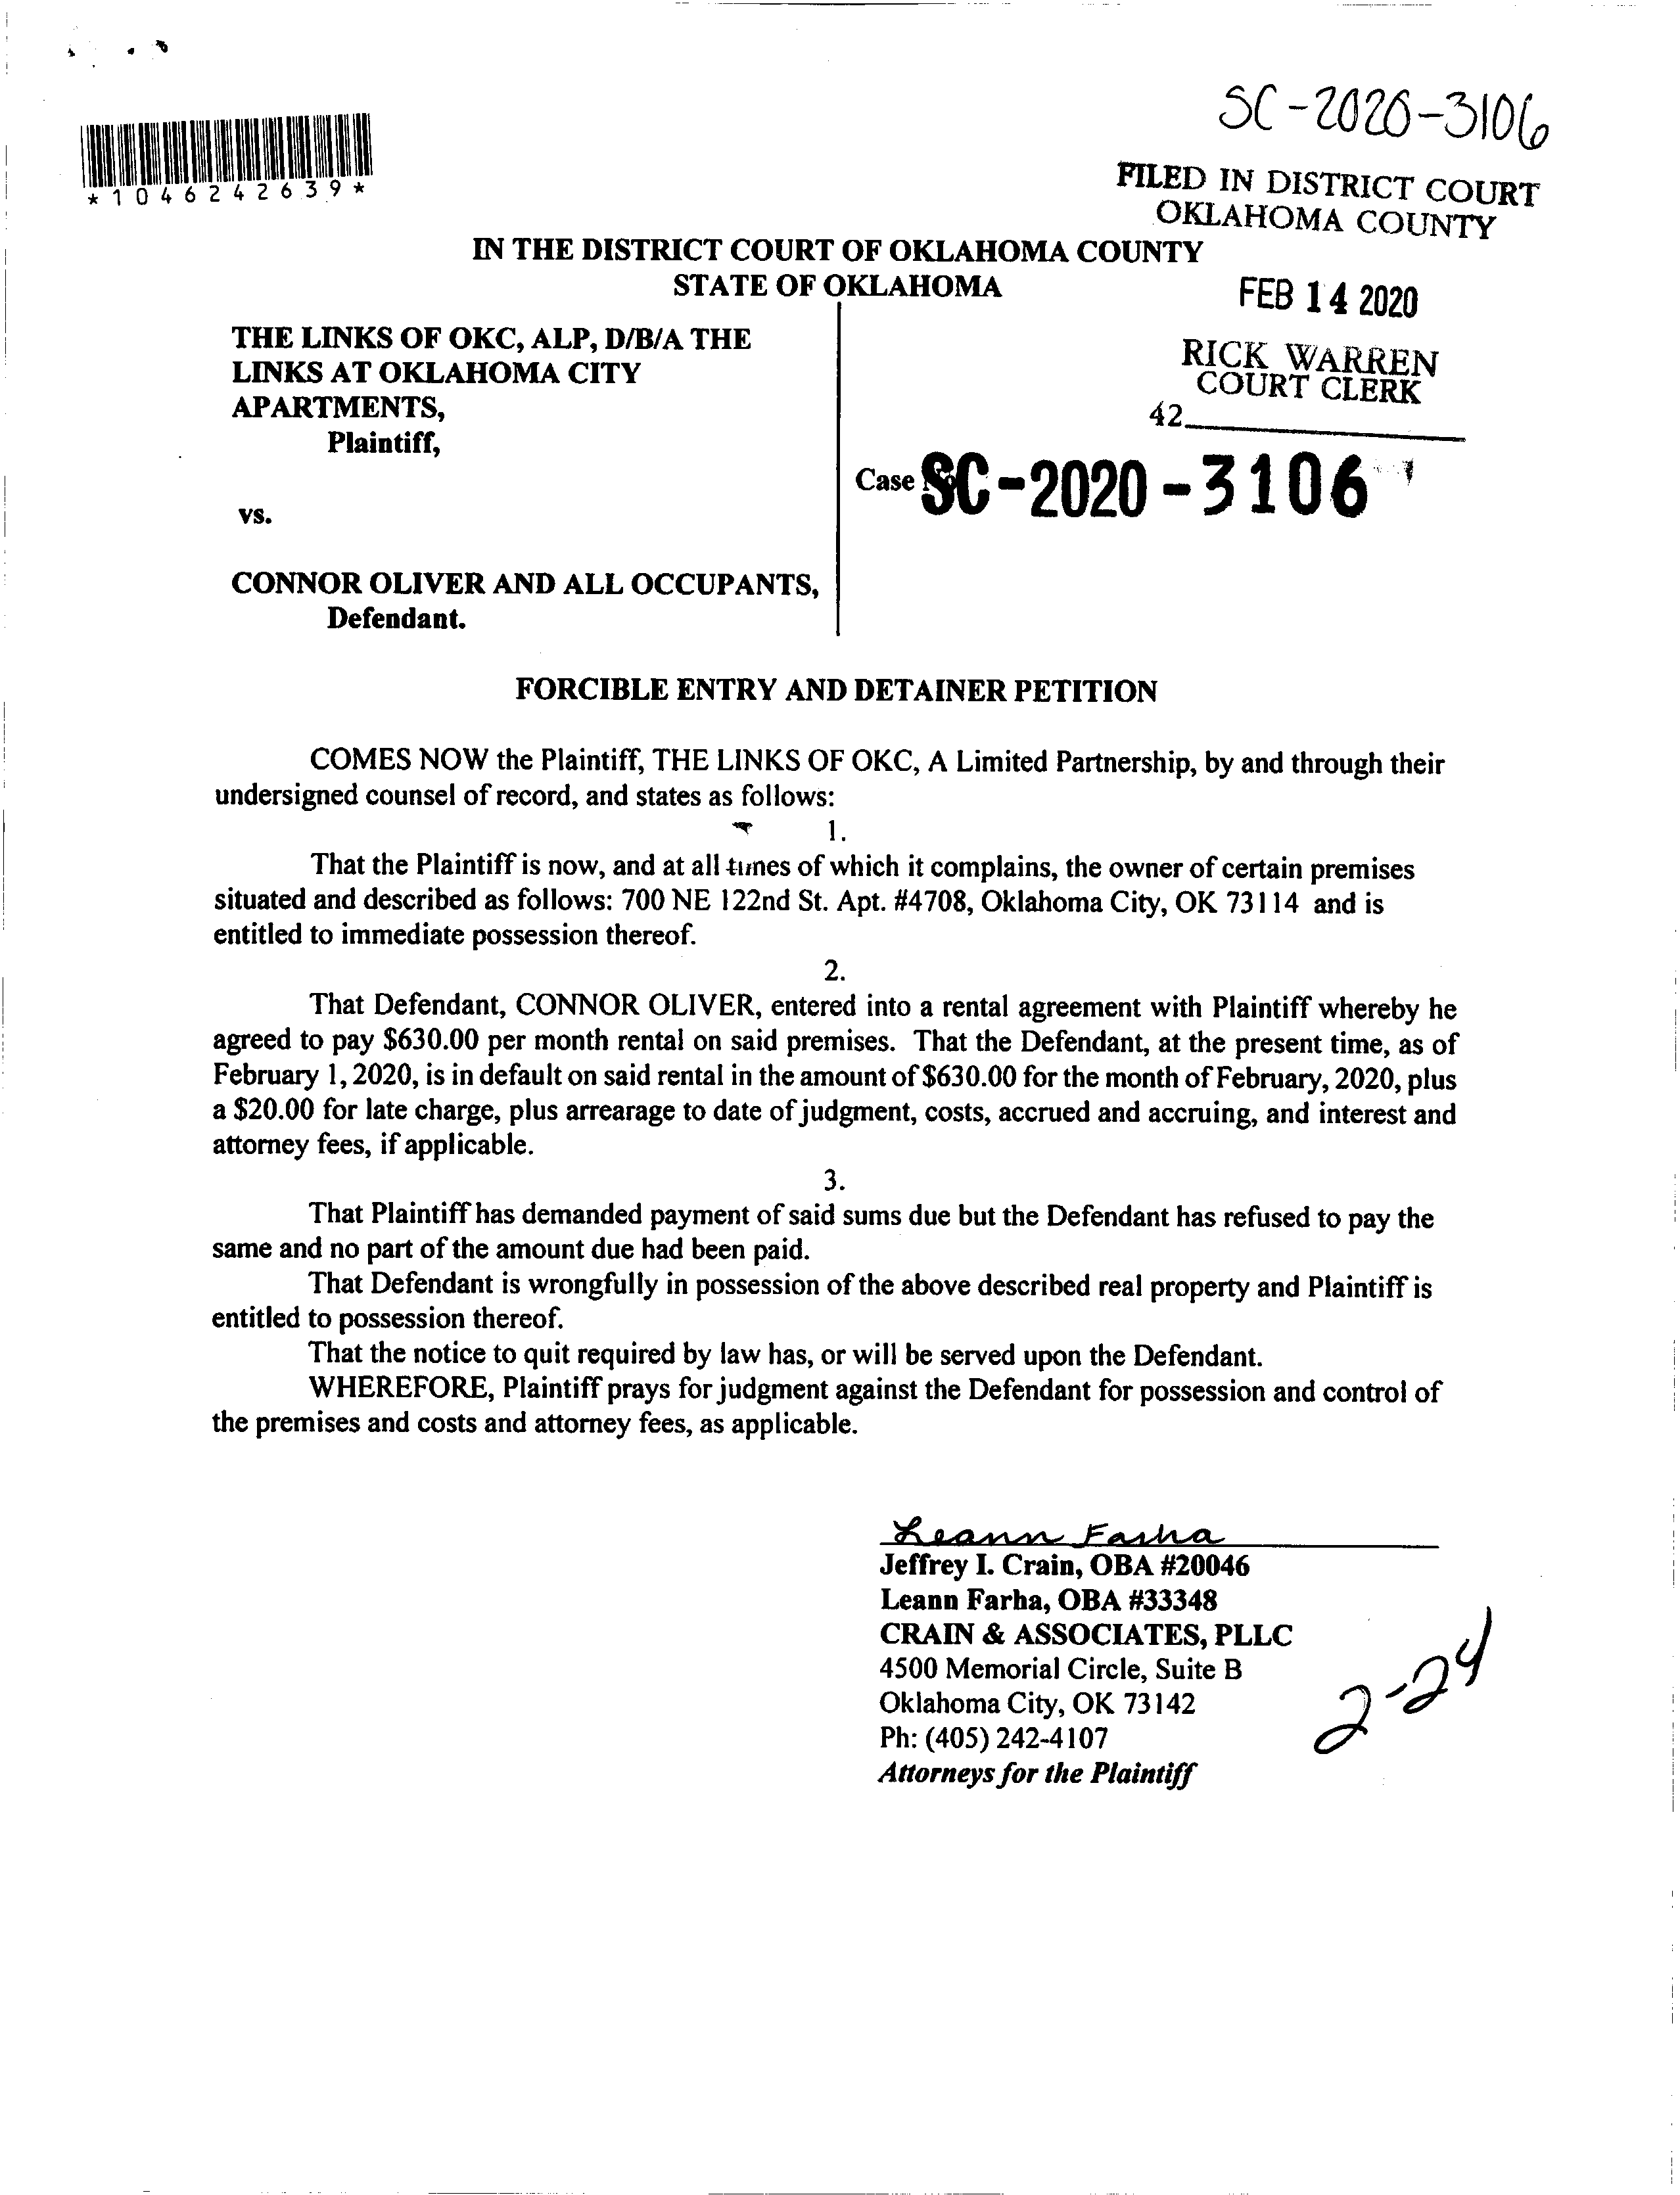 SC-2020-3106
*1046242639*
FILED IN DISTRICT COURT
OKLAHOMA COUNTY
IN THE DISTRICT COURT OF OKLAHOMA COUNTY
STATE OF OKLAHOMA
FEB 14 2020
THE LINKS OF OKC, ALP, D/B/A THE
LINKS AT OKLAHOMA CITY
APARTMENTS,
Plaintiff,
RICK WARREN
COURT CLERK
42
Case No SC-2020-3106
vs.
CONNOR OLIVER AND ALL OCCUPANTS,
Defendant.
FORCIBLE ENTRY AND DETAINER PETITION
COMES NOW the Plaintiff, THE LINKS OF OKC, A Limited Partnership, by and through their
undersigned counsel of record, and states as follows:
1.
That the Plaintiff is now, and at all times of which it complains, the owner of certain premises
situated and described as follows: 700 NE 122nd St. Apt. #4708, Oklahoma City, OK 73114 and is
entitled to immediate possession thereof.
2.
That Defendant, CONNOR OLIVER, entered into a rental agreement with Plaintiff whereby he
agreed to pay $630.00 per month rental on said premises. That the Defendant, at the present time, as of
February 1, 2020, is in default on said rental in the amount of $630.00 for the month of February, 2020, plus
a $20.00 for late charge, plus arrearage to date of judgment, costs, accrued and accruing, and interest and
attorney fees, if applicable.
3.
That Plaintiff has demanded payment of said sums due but the Defendant has refused to pay the
same and no part of the amount due had been paid.
That Defendant is wrongfully in possession of the above described real property and Plaintiff is
entitled to possession thereof.
That the notice to quit required by law has, or will be served upon the Defendant.
WHEREFORE, Plaintiff prays for judgment against the Defendant for possession and control of
the premises and costs and attorney fees, as applicable.
Leann Farha
Jeffrey I. Crain, OBA #20046
Leann Farha, OBA #33348
CRAIN & ASSOCIATES, PLLC
4500 Memorial Circle, Suite B
Oklahoma City, OK 73142
Ph: (405) 242-4107
Attorneys for the Plaintiff
2-24